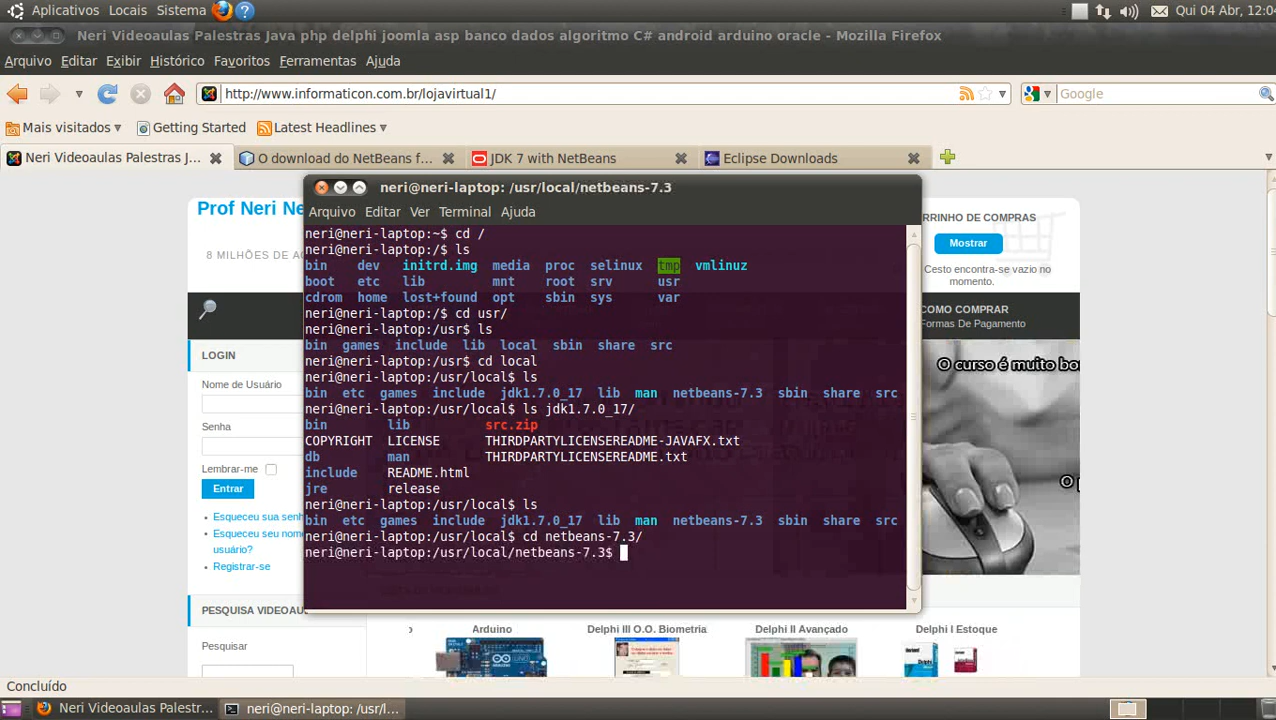 Aplicativos Locais Sistema Qui 04 Abr, 12:04
Neri Videoaulas Palestras Java php delphi joomla asp banco dados algoritmo C# android arduino oracle - Mozilla Firefox
Arquivo Editar Exibir Histórico Favoritos Ferramentas Ajuda
http://www.informaticon.com.br/lojavirtual1/ Google
Mais visitados Getting Started Latest Headlines
Neri Videoaulas Palestras J... O download do NetBeans f... JDK 7 with NetBeans Eclipse Downloads
neri@neri-laptop: /usr/local/netbeans-7.3
Arquivo Editar Ver Terminal Ajuda
neri@neri-laptop:~$ cd /
neri@neri-laptop:/$ ls
bin dev initrd.img media proc selinux tmp vmlinuz
boot etc lib mnt root srv usr
cdrom home lost+found opt sbin sys var
neri@neri-laptop:/$ cd usr/
neri@neri-laptop:/usr$ ls
bin games include lib local sbin share src
neri@neri-laptop:/usr$ cd local
neri@neri-laptop:/usr/local$ ls
bin etc games include jdk1.7.0_17 lib man netbeans-7.3 sbin share src
neri@neri-laptop:/usr/local$ ls jdk1.7.0_17/
bin lib src.zip
COPYRIGHT LICENSE THIRDPARTYLICENSEREADME-JAVAFX.txt
db man THIRDPARTYLICENSEREADME.txt
include README.html
jre release
neri@neri-laptop:/usr/local$ ls
bin etc games include jdk1.7.0_17 lib man netbeans-7.3 sbin share src
neri@neri-laptop:/usr/local$ cd netbeans-7.3/
neri@neri-laptop:/usr/local/netbeans-7.3$
Prof Neri Ne
8 MILHÕES DE A
LOGIN
Nome de Usuário
Senha
Lembrar-me
Entrar
Esqueceu sua senh
Esqueceu seu nome
usuário?
Registrar-se
PESQUISA VIDEOAU
Pesquisar
RRINHO DE COMPRAS
Mostrar
Cesto encontra-se vazio no
momento.
COMO COMPRAR
Formas De Pagamento
O curso é muito bo
O
Arduino Delphi III O.O. Biometria Delphi II Avançado Delphi I Estoque
Concluído
Neri Videoaulas Palestr... neri@neri-laptop: /usr/l...